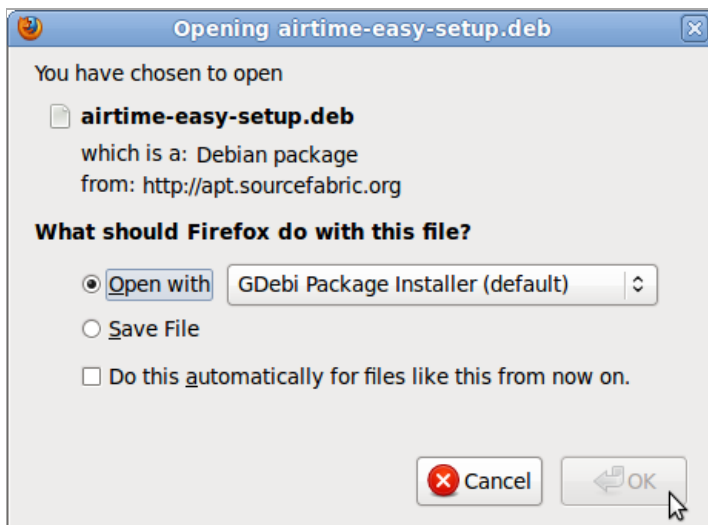 Opening airtime-easy-setup.deb
You have chosen to open
airtime-easy-setup.deb
which is a: Debian package
from: http://apt.sourcefabric.org
What should Firefox do with this file?
Open with GDebi Package Installer (default)
Save File
Do this automatically for files like this from now on.
Cancel OK